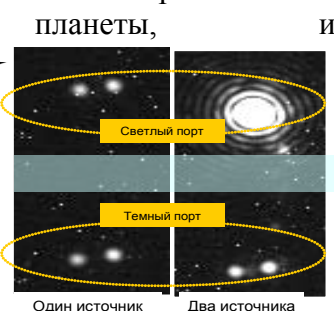 планеты, и
Светлый порт
Темный порт
Один источник Два источника